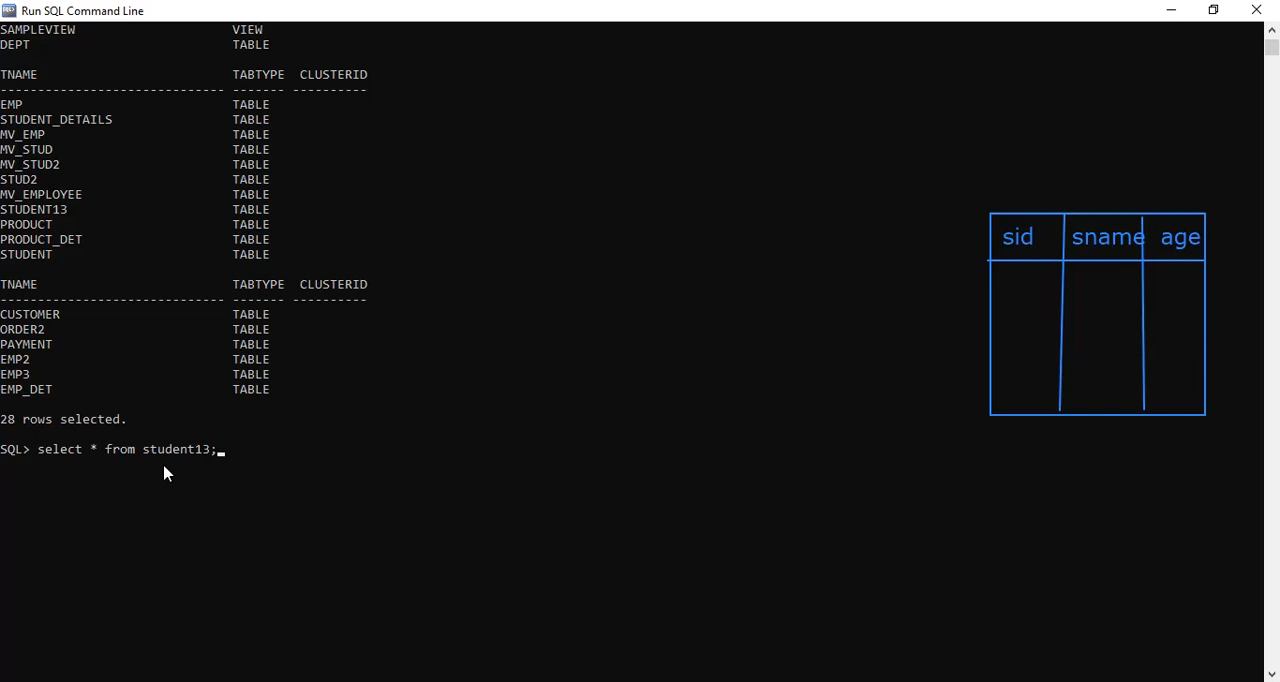 Run SQL Command Line
SAMPLEVIEW VIEW
DEPT TABLE
TNAME TABTYPE CLUSTERID
------------------------------ ------- ----------
EMP TABLE
STUDENT_DETAILS TABLE
MV_EMP TABLE
MV_STUD TABLE
MV_STUD2 TABLE
STUD2 TABLE
MV_EMPLOYEE TABLE
STUDENT13 TABLE
PRODUCT TABLE
PRODUCT_DET TABLE
STUDENT TABLE
TNAME TABTYPE CLUSTERID
------------------------------ ------- ----------
CUSTOMER TABLE
ORDER2 TABLE
PAYMENT TABLE
EMP2 TABLE
EMP3 TABLE
EMP_DET TABLE
28 rows selected.
SQL> select * from student13;
sid sname age